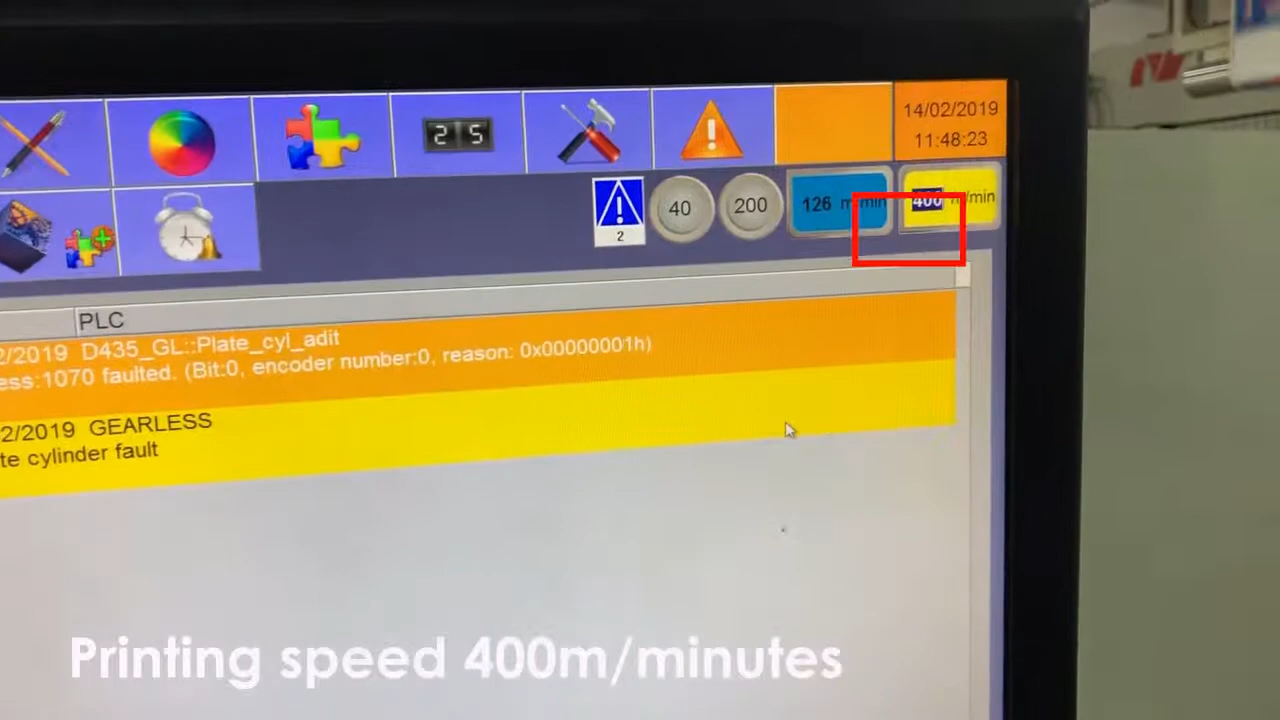 14/02/2019
11:48:23
25
2
40
200
126 m/min
400 m/min
PLC
2/2019 D435_GL::Plate_cyl_adit
ess:1070 faulted. (Bit:0, encoder number:0, reason: 0x00000001h)
2/2019 GEARLESS
te cylinder fault
Printing speed 400m/minutes